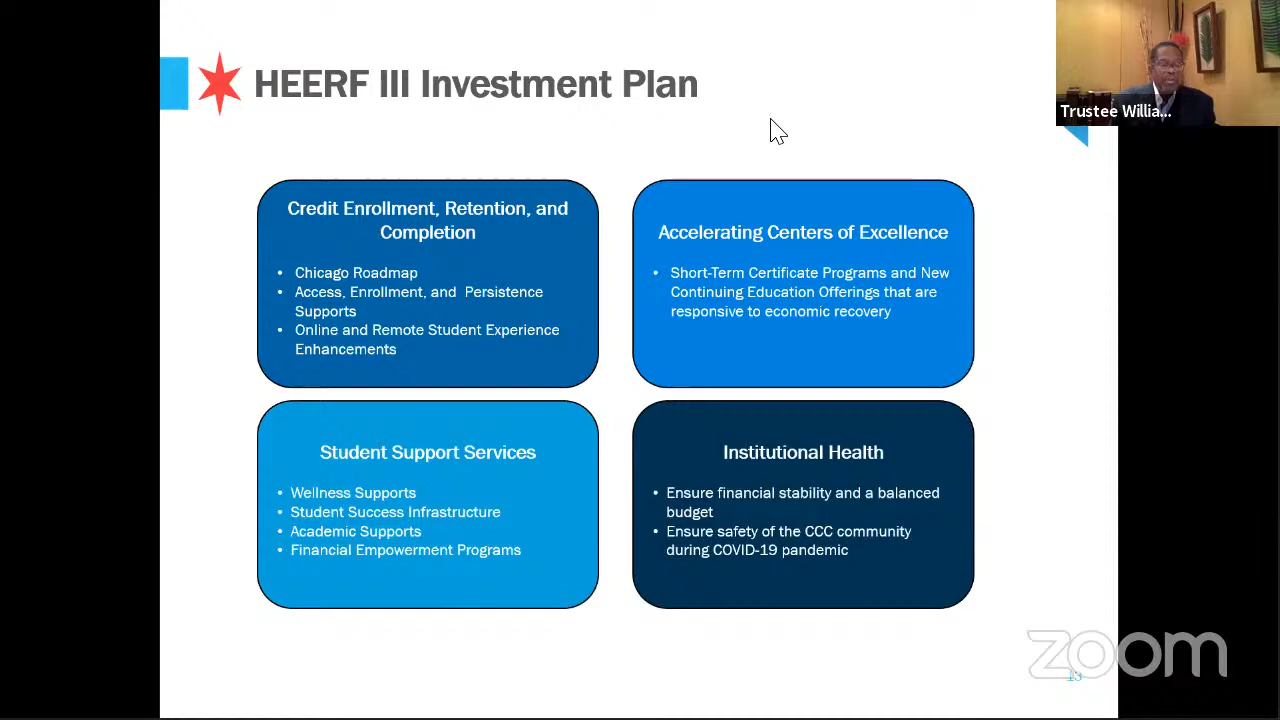 HEERF III Investment Plan
Trustee Willia...
Credit Enrollment, Retention, and
Completion
• Chicago Roadmap
• Access, Enrollment, and Persistence
Supports
• Online and Remote Student Experience
Enhancements
Accelerating Centers of Excellence
• Short-Term Certificate Programs and New
Continuing Education Offerings that are
responsive to economic recovery
Student Support Services
• Wellness Supports
• Student Success Infrastructure
• Academic Supports
• Financial Empowerment Programs
Institutional Health
• Ensure financial stability and a balanced
budget
• Ensure safety of the CCC community
during COVID-19 pandemic
zoom